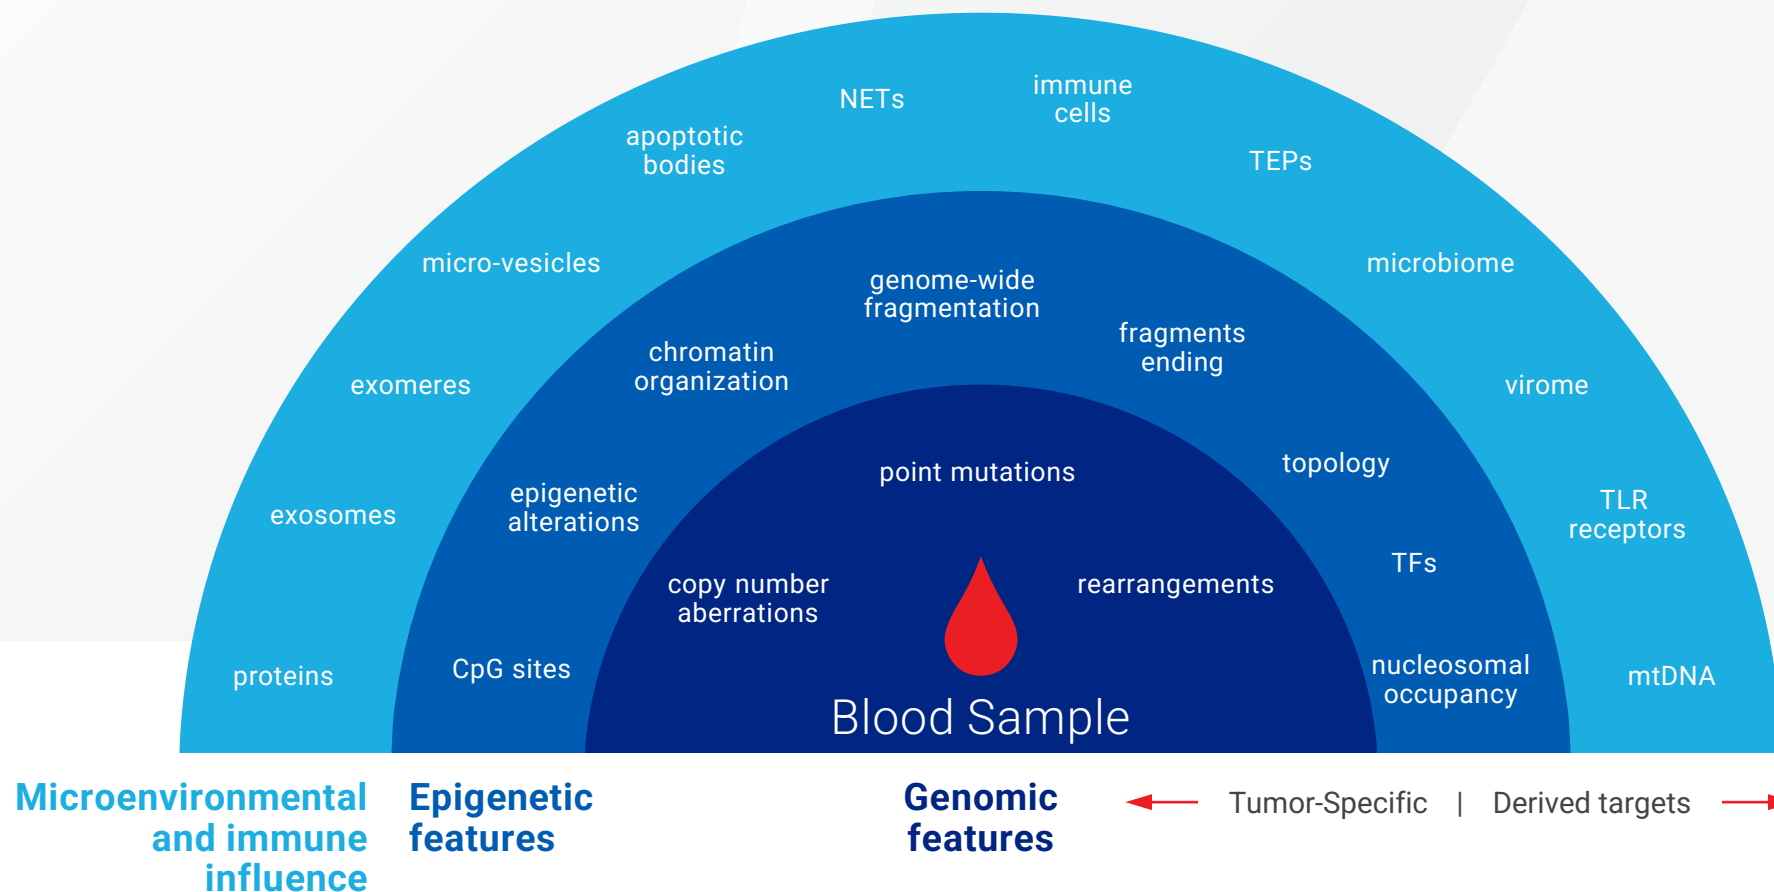 NETs
immune
cells
apoptotic
bodies
TEPs
micro-vesicles
microbiome
genome-wide
fragmentation
fragments
ending
chromatin
organization
exomeres
virome
point mutations
topology
epigenetic
alterations
exosomes
TLR
receptors
TFs
copy number
aberrations
rearrangements
proteins
CpG sites
nucleosomal
occupancy
mtDNA
Blood Sample
Microenvironmental
and immune
influence
Epigenetic
features
Genomic
features
Tumor-Specific | Derived targets